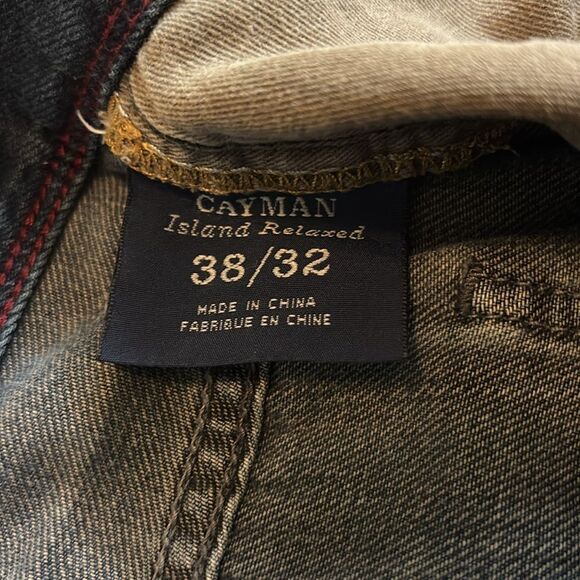 CAYMAN
Island Relaxed
38/32
MADE IN CHINA
FABRIQUE EN CHINE